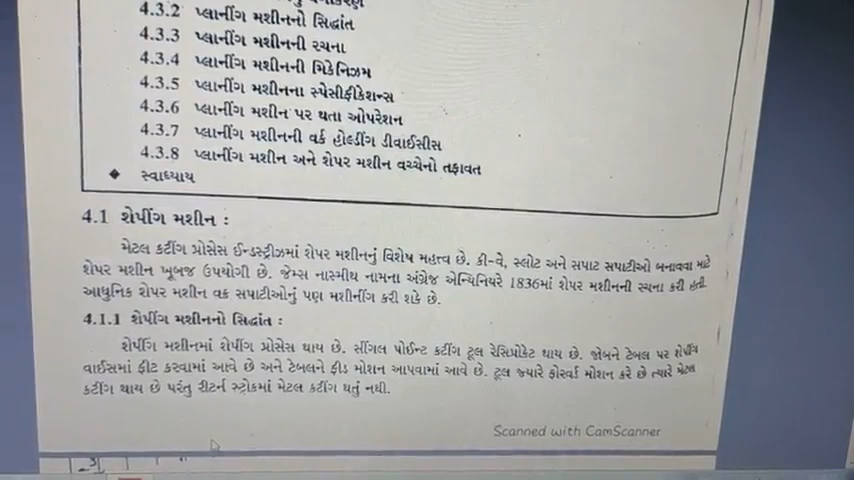 4.3.2 પ્લાનીંગ મશીનનો સિદ્ધાંત
4.3.3 પ્લાનીંગ મશીનની રચના
4.3.4 પ્લાનીંગ મશીનની મિકેનિઝમ
4.3.5 પ્લાનીંગ મશીનના સ્પેસીફીકેશન્સ
4.3.6 પ્લાનીંગ મશીન પર થતા ઓપરેશન
4.3.7 પ્લાનીંગ મશીનની વર્ક હોલ્ડીંગ ડીવાઈસીસ
4.3.8 પ્લાનીંગ મશીન અને શેપર મશીન વચ્ચેનો તફાવત
◆ સ્વાધ્યાય
4.1 શેપીંગ મશીન :
મેટલ કટીંગ પ્રોસેસ ઈન્ડસ્ટ્રીઝમાં શેપર મશીનનું વિશેષ મહત્ત્વ છે. કી-વે, સ્લોટ અને સપાટ સપાટીઓ બનાવવા માટે
શેપર મશીન ખૂબજ ઉપયોગી છે. જેમ્સ નાસ્મીથ નામના અંગ્રેજ એન્જિનિયરે 1836માં શેપર મશીનની રચના કરી હતી.
આધુનિક શેપર મશીન વક્ર સપાટીઓનું પણ મશીનીંગ કરી શકે છે.
4.1.1 શેપીંગ મશીનનો સિદ્ધાંત :
શેપીંગ મશીનમાં શેપીંગ પ્રોસેસ થાય છે. સીંગલ પોઈન્ટ કટીંગ ટૂલ રેસિપ્રોકેટ થાય છે. જોબને ટેબલ પર શેપીંગ
વાઈસમાં ફીટ કરવામાં આવે છે અને ટેબલને ફીડ મોશન આપવામાં આવે છે. ટૂલ જ્યારે ફોરવર્ડ મોશન કરે છે ત્યારે મેટલ
કટીંગ થાય છે પરંતુ રીટર્ન સ્ટ્રોકમાં મેટલ કટીંગ થતું નથી.
Scanned with CamScanner